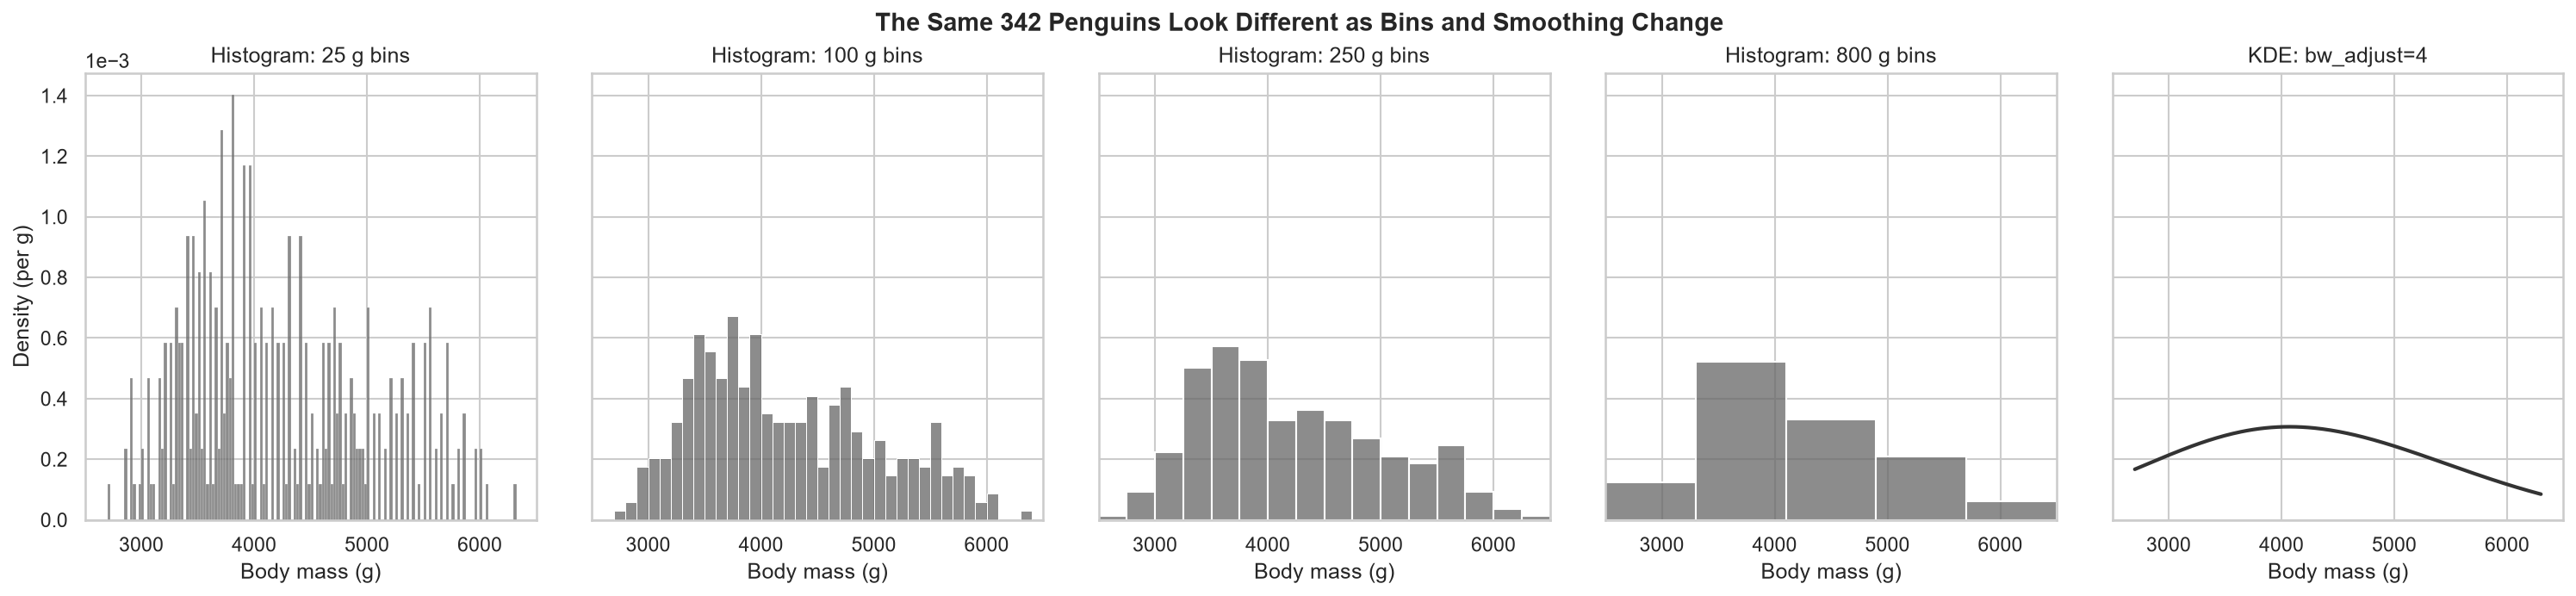 The Same 342 Penguins Look Different as Bins and Smoothing Change
Histogram: 25 g bins
1e−3
Density (per g)
1.4
1.2
1.0
0.8
0.6
0.4
0.2
0.0
3000 4000 5000 6000
Body mass (g)
Histogram: 100 g bins
3000 4000 5000 6000
Body mass (g)
Histogram: 250 g bins
3000 4000 5000 6000
Body mass (g)
Histogram: 800 g bins
3000 4000 5000 6000
Body mass (g)
KDE: bw_adjust=4
3000 4000 5000 6000
Body mass (g)